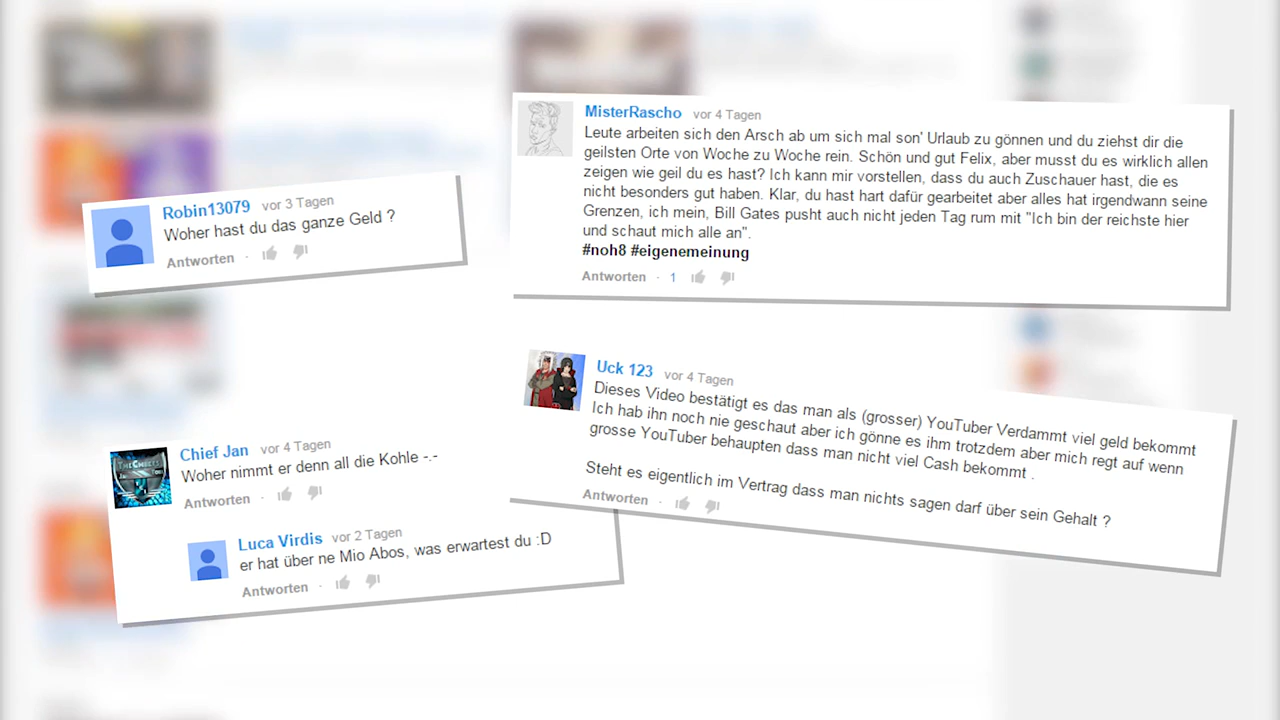 MisterRascho vor 4 Tagen
Leute arbeiten sich den Arsch ab um sich mal son' Urlaub zu gönnen und du ziehst dir die
geilsten Orte von Woche zu Woche rein. Schön und gut Felix, aber musst du es wirklich allen
zeigen wie geil du es hast? Ich kann mir vorstellen, dass du auch Zuschauer hast, die es
nicht besonders gut haben. Klar, du hast hart dafür gearbeitet aber alles hat irgendwann seine
Grenzen, ich mein, Bill Gates pusht auch nicht jeden Tag rum mit "Ich bin der reichste hier
und schaut mich alle an".
#noh8 #eigenemeinung
Antworten · 1
Robin13079 vor 3 Tagen
Woher hast du das ganze Geld ?
Antworten ·
Uck 123 vor 4 Tagen
Dieses Video bestätigt es das man als (grosser) YouTuber Verdammt viel geld bekommt
Ich hab ihn noch nie geschaut aber ich gönne es ihm trotzdem aber mich regt auf wenn
grosse YouTuber behaupten dass man nicht viel Cash bekommt .
Steht es eigentlich im Vertrag dass man nichts sagen darf über sein Gehalt ?
Antworten ·
Chief Jan vor 4 Tagen
Woher nimmt er denn all die Kohle -.-
Antworten ·
Luca Virdis vor 2 Tagen
er hat über ne Mio Abos, was erwartest du :D
Antworten ·